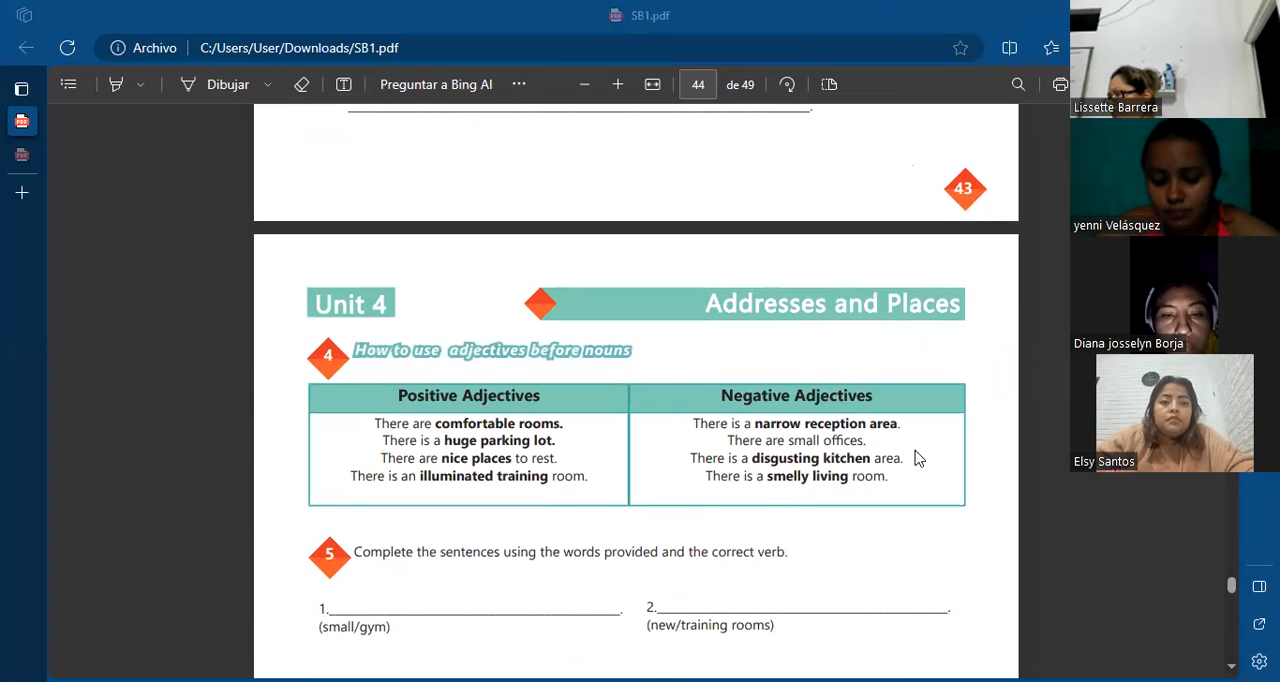 SB1.pdf
Archivo
C:/Users/User/Downloads/SB1.pdf
Dibujar
Preguntar a Bing AI
44
de 49
Lissette Barrera
yenni Velásquez
Diana josselyn Borja
Elsy Santos
43
Unit 4
Addresses and Places
4
How to use adjectives before nouns
Positive Adjectives
There are comfortable rooms.
There is a huge parking lot.
There are nice places to rest.
There is an illuminated training room.
Negative Adjectives
There is a narrow reception area.
There are small offices.
There is a disgusting kitchen area.
There is a smelly living room.
5
Complete the sentences using the words provided and the correct verb.
1.________________________________________.
(small/gym)
2.________________________________________.
(new/training rooms)